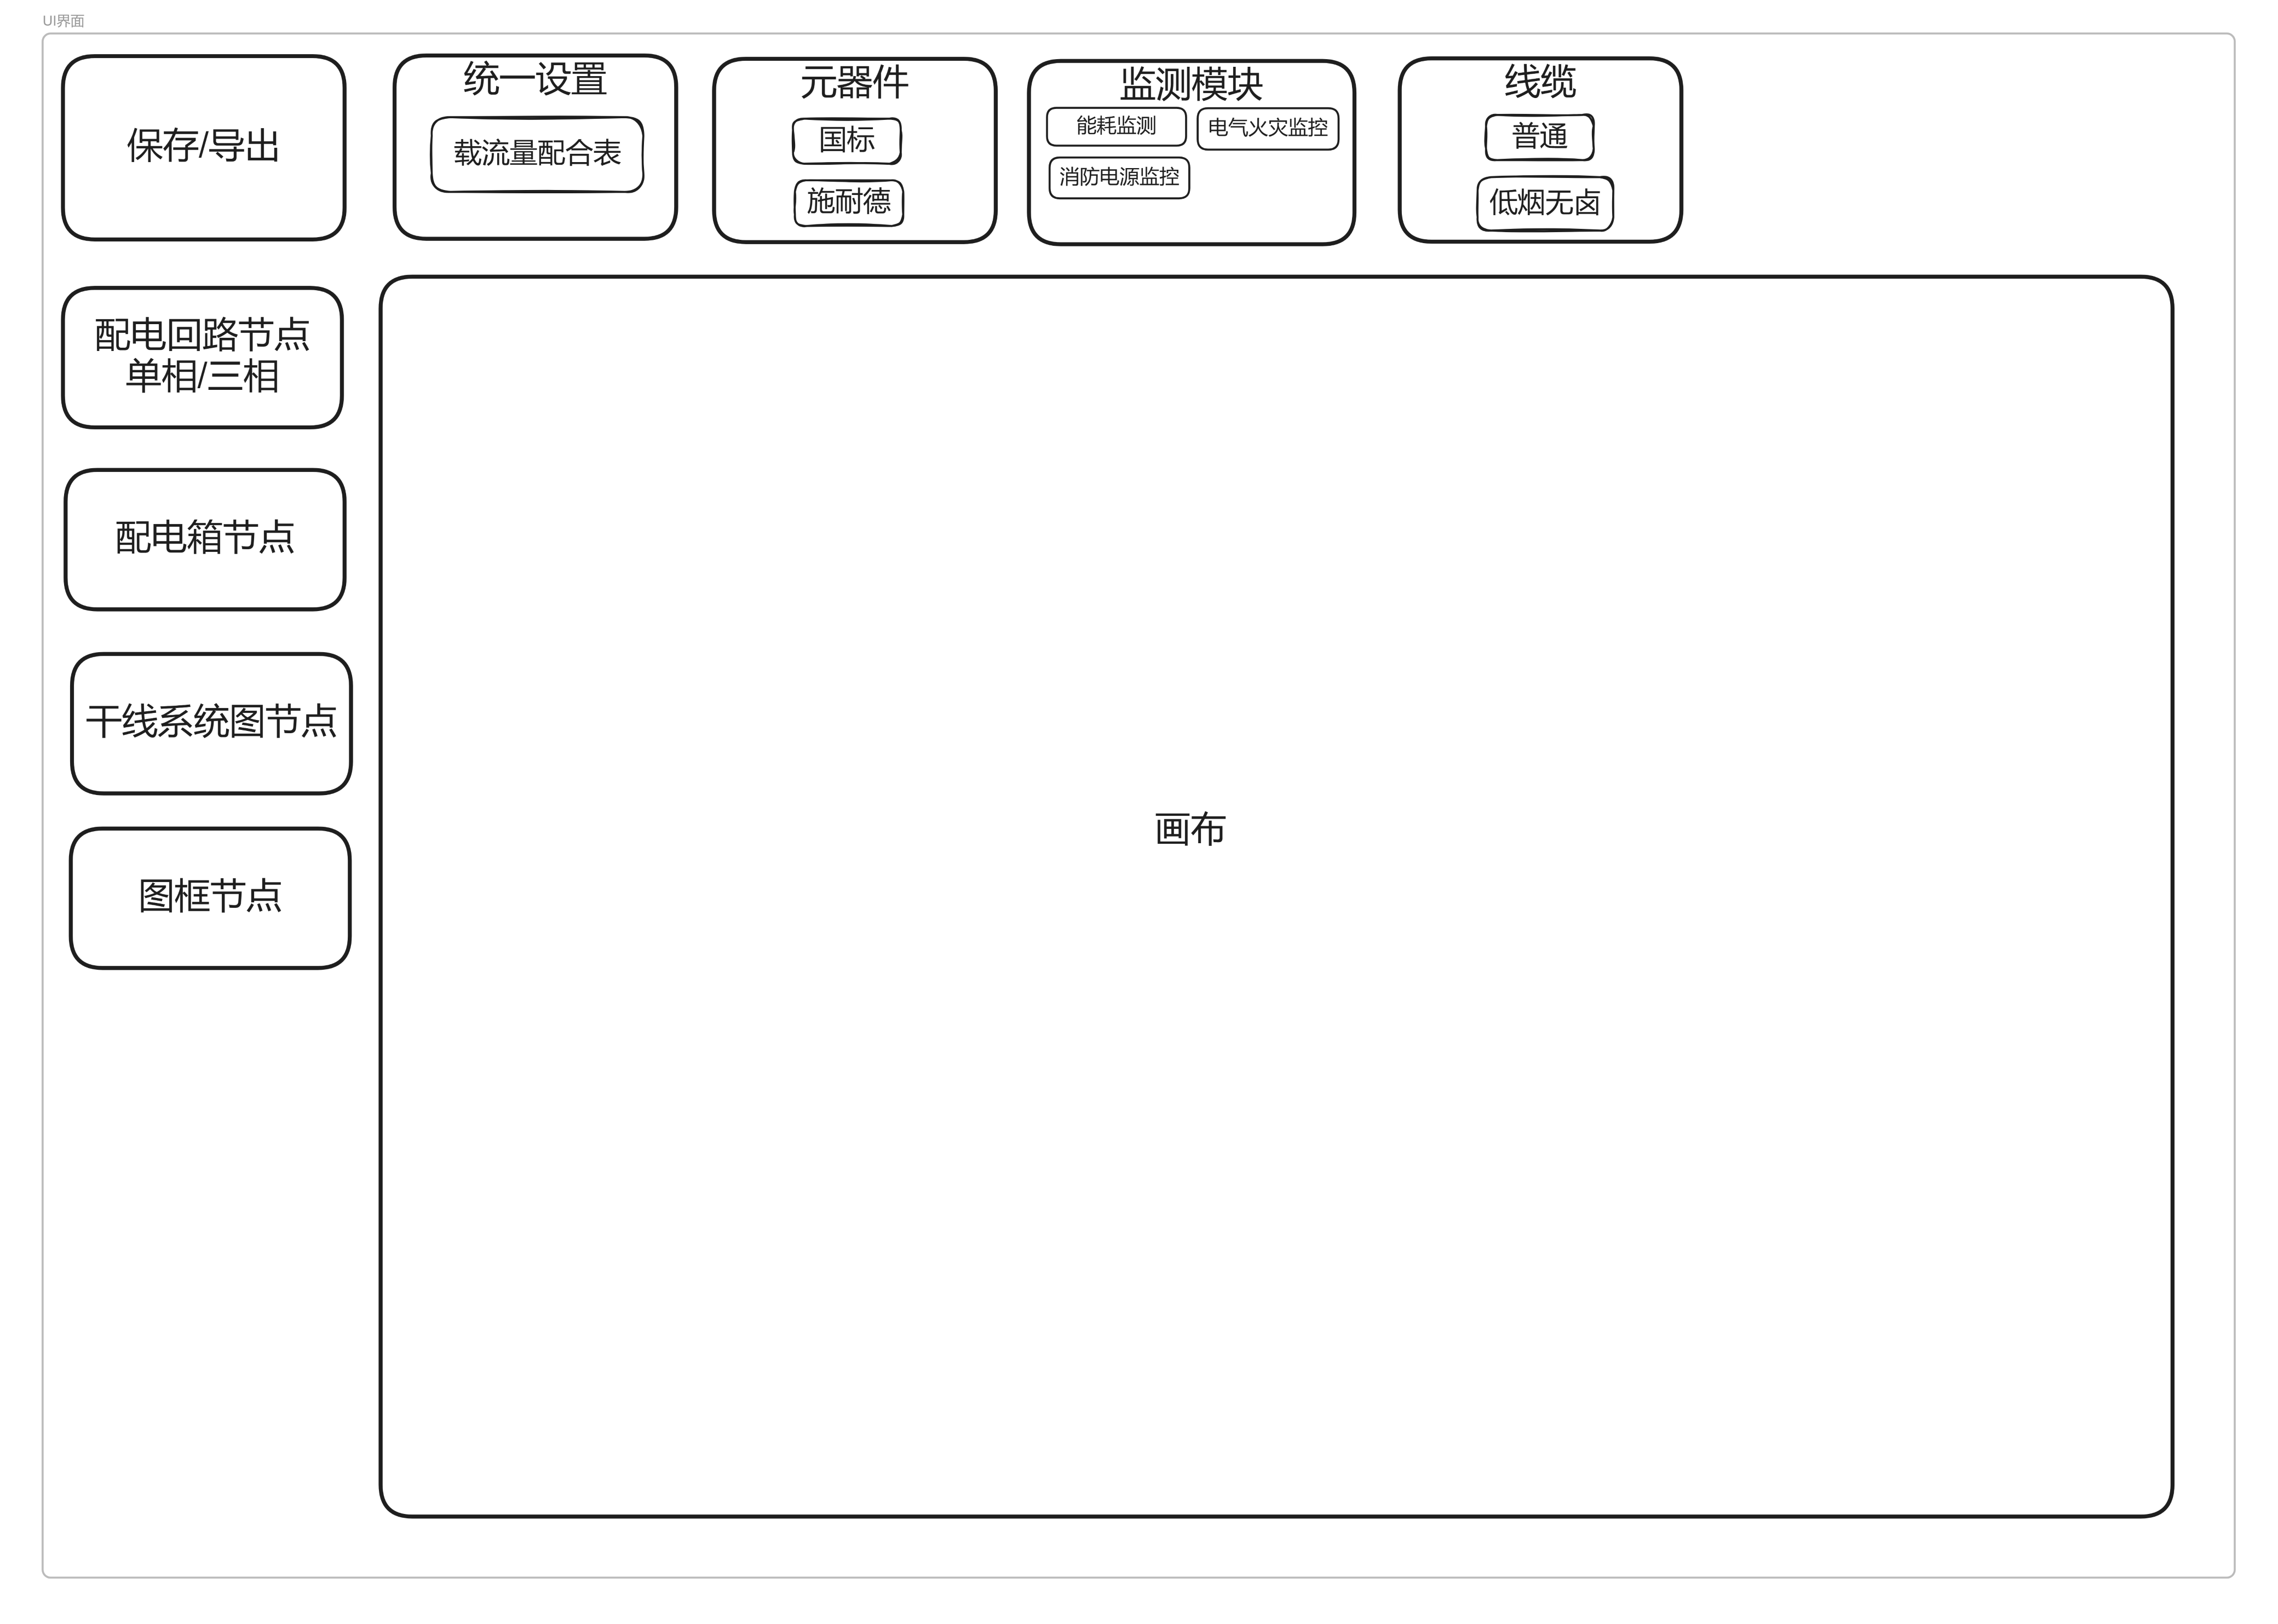 UI界面
保存/导出
统一设置
载流量配合表
元器件
国标
施耐德
监测模块
能耗监测
电气火灾监控
消防电源监控
线缆
普通
低烟无卤
配电回路节点
单相/三相
配电箱节点
干线系统图节点
图框节点
画布